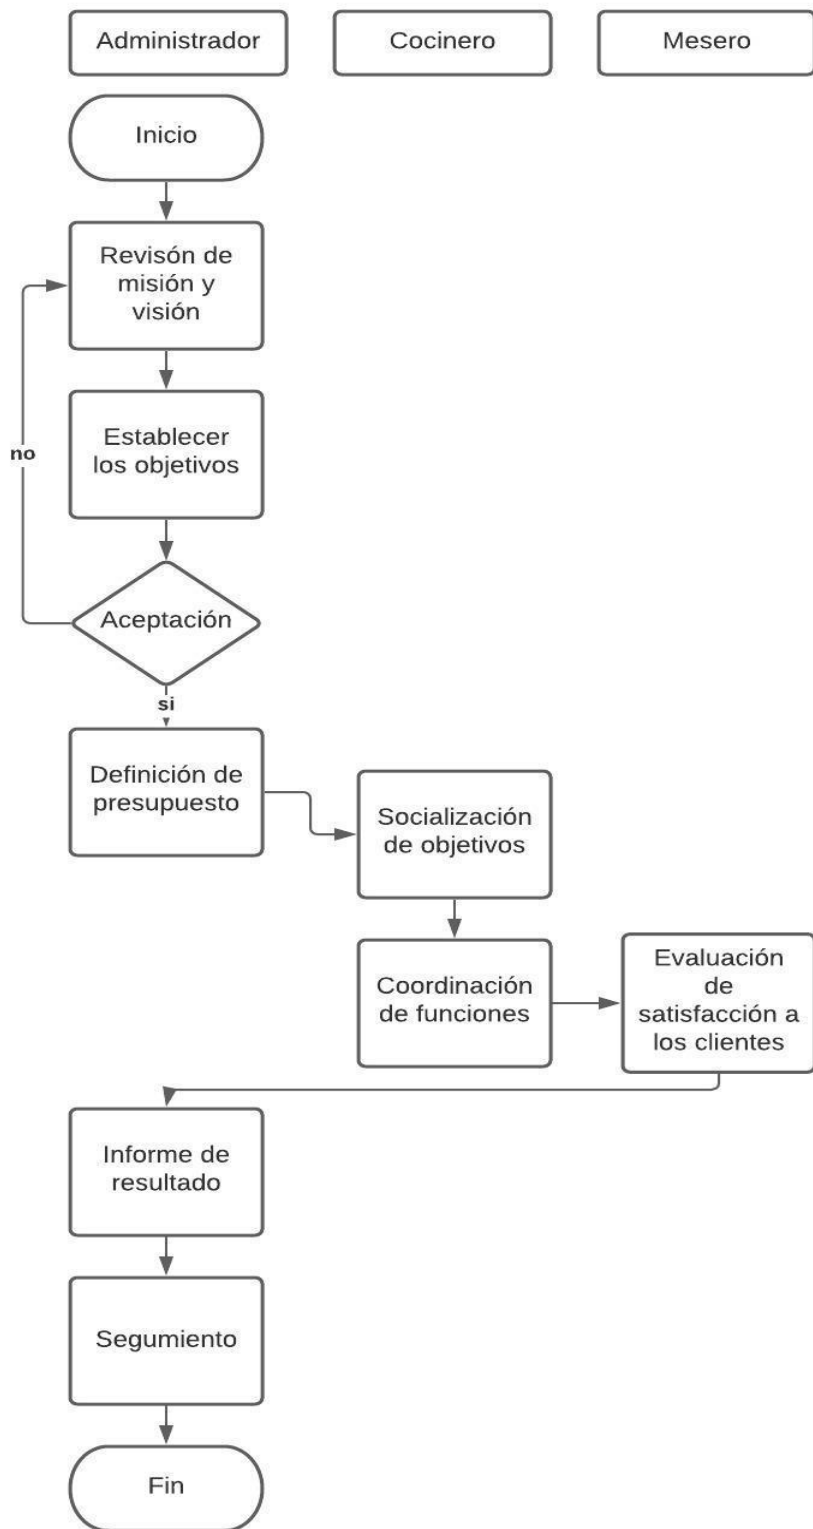 Administrador
Cocinero
Mesero
Inicio
Revisón de
misión y
visión
Establecer
los objetivos
no
Aceptación
si
Definición de
presupuesto
Socialización
de objetivos
Coordinación
de funciones
Evaluación
de
satisfacción a
los clientes
Informe de
resultado
Segumiento
Fin